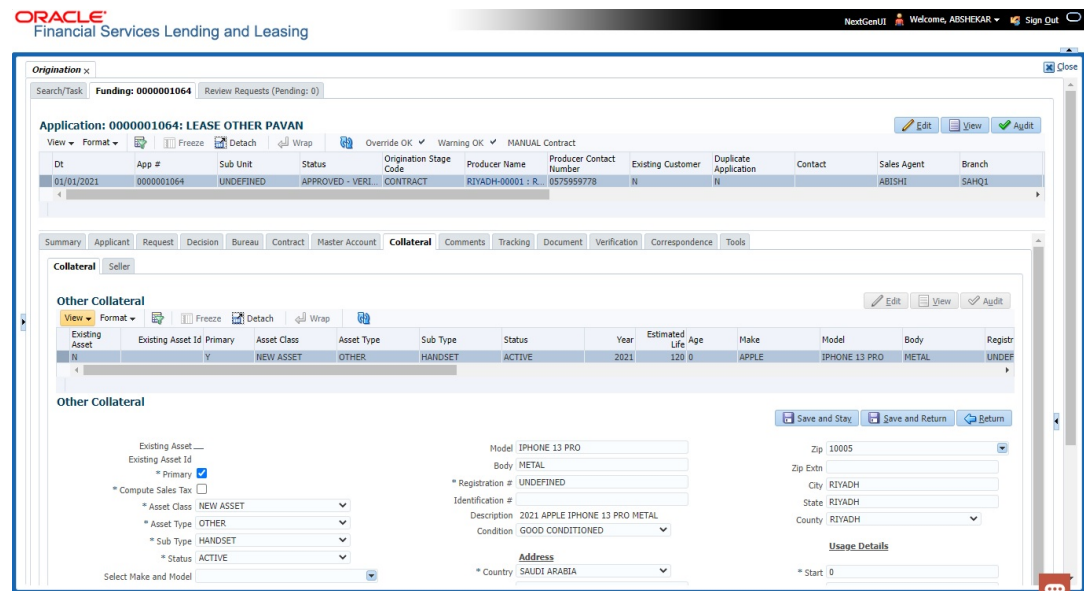 ORACLE
Financial Services Lending and Leasing
NextGenUI Welcome, ABSHEKAR Sign Out
Origination x Close
Search/Task Funding: 0000001064 Review Requests (Pending: 0)
Application: 0000001064: LEASE OTHER PAVAN Edit View Audit
View Format Freeze Detach Wrap Override OK Warning OK MANUAL Contract
Dt App # Sub Unit Status Origination Stage Code Producer Name Producer Contact Number Existing Customer Duplicate Application Contact Sales Agent Branch
01/01/2021 0000001064 UNDEFINED APPROVED - VERI... CONTRACT RIYADH-00001 : R... 0575959778 N N ABISHI SAHQ1
Summary Applicant Request Decision Bureau Contract Master Account Collateral Comments Tracking Document Verification Correspondence Tools
Collateral Seller
Other Collateral Edit View Audit
View Format Freeze Detach Wrap
Existing Asset Existing Asset Id Primary Asset Class Asset Type Sub Type Status Year Estimated Life Age Make Model Body Registr
N Y NEW ASSET OTHER HANDSET ACTIVE 2021 120 0 APPLE IPHONE 13 PRO METAL UNDEF
Other Collateral
Save and Stay Save and Return Return
Existing Asset
Existing Asset Id
* Primary
* Compute Sales Tax
* Asset Class NEW ASSET
* Asset Type OTHER
* Sub Type HANDSET
* Status ACTIVE
Select Make and Model
Model IPHONE 13 PRO
Body METAL
* Registration # UNDEFINED
Identification #
Description 2021 APPLE IPHONE 13 PRO METAL
Condition GOOD CONDITIONED
Address
* Country SAUDI ARABIA
Zip 10005
Zip Extn
City RIYADH
State RIYADH
County RIYADH
Usage Details
* Start 0